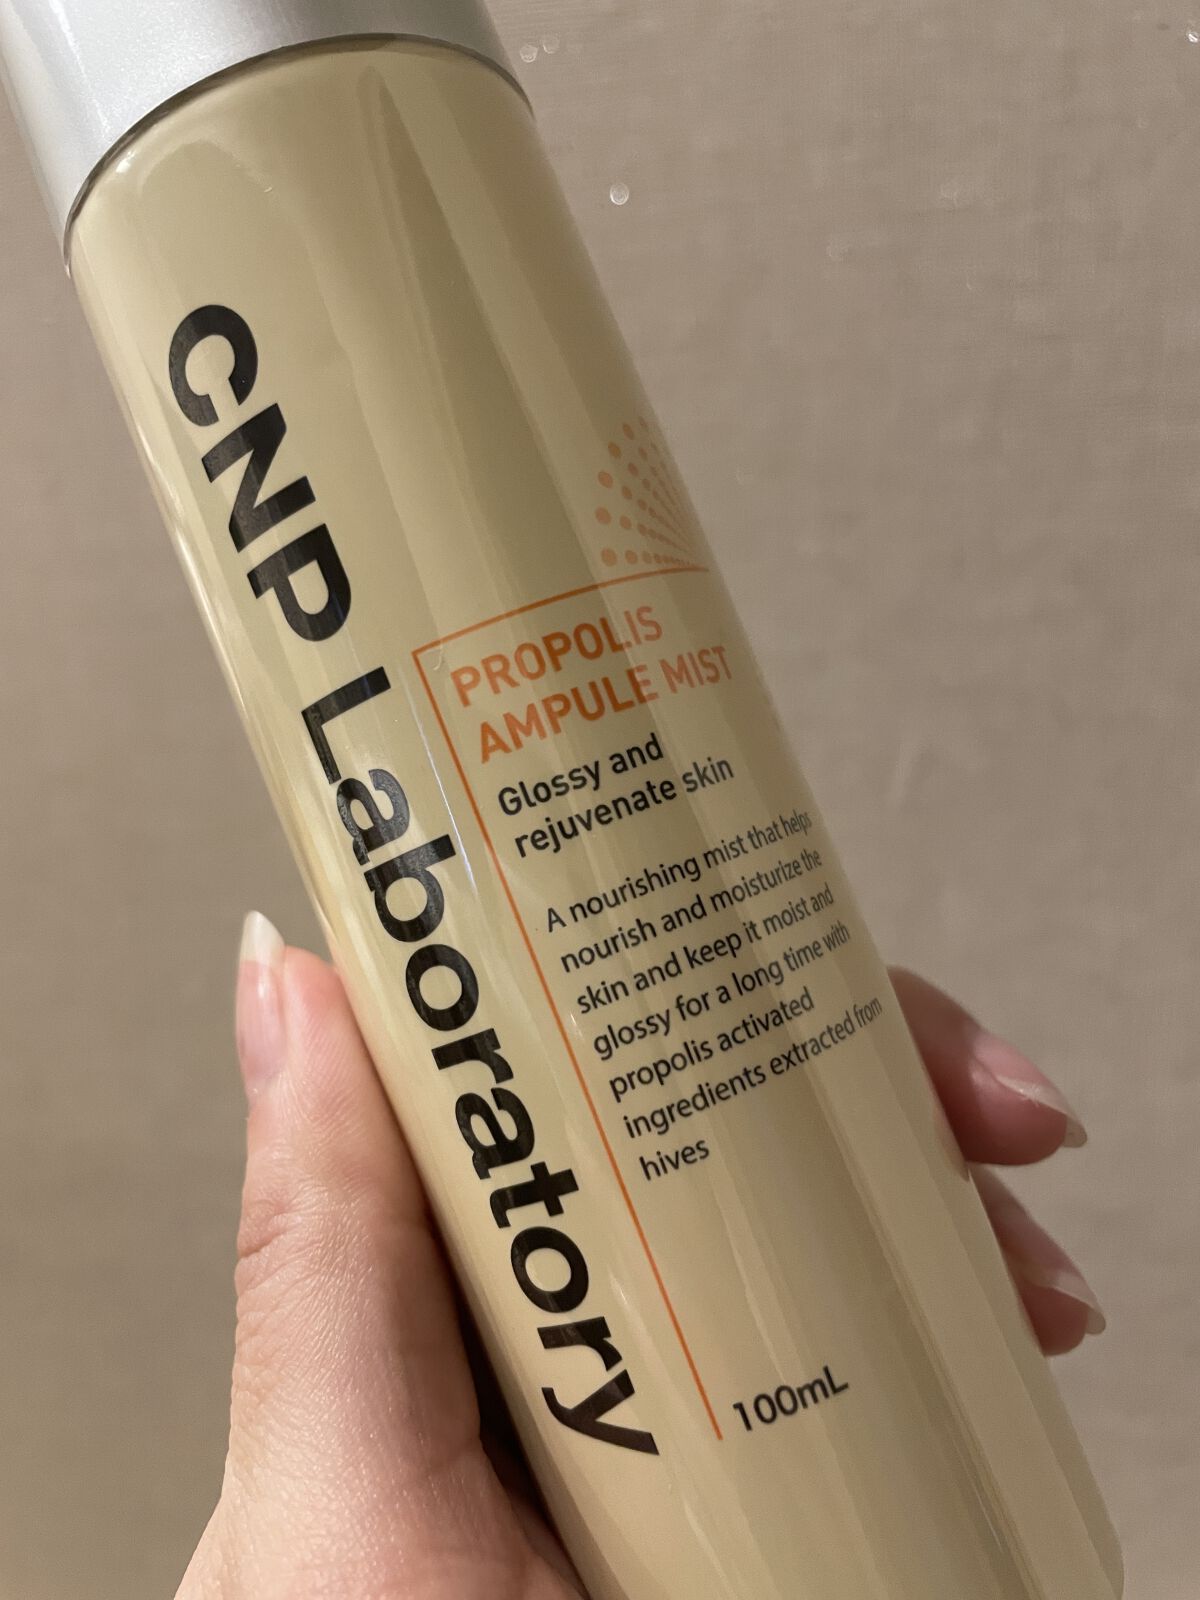 CNP Laboratory
PROPOLIS
AMPULE MIST
Glossy and
rejuvenate skin
A nourishing mist that helps
nourish and moisturize the
skin and keep it moist and
glossy for a long time with
propolis activated
ingredients extracted from
hives
100mL